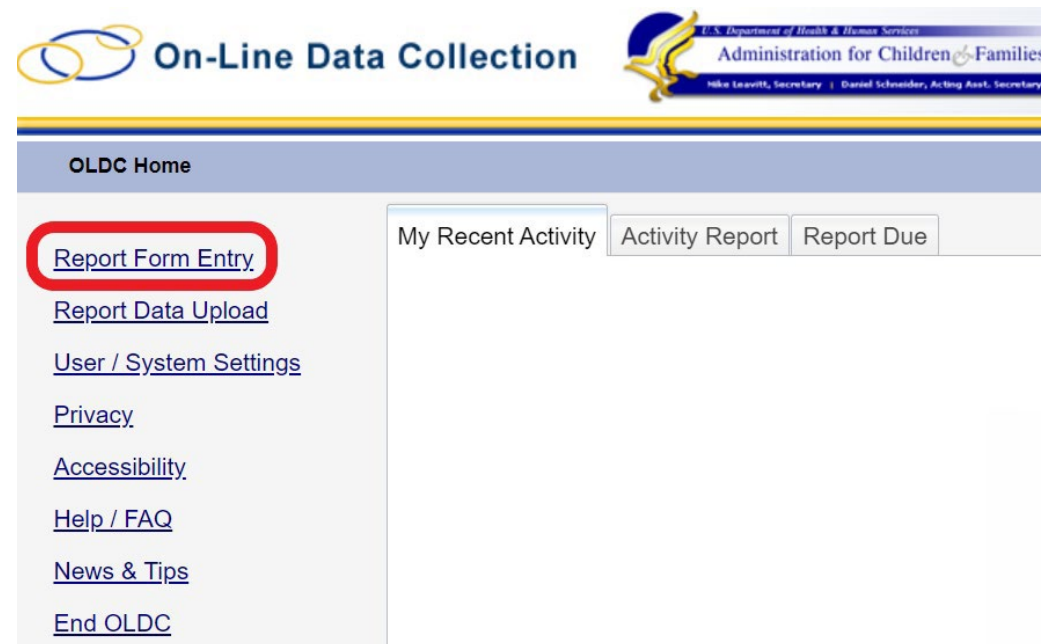 On-Line Data Collection
U.S. Department of Health & Human Services
Administration for Children & Families
Mike Leavitt, Secretary | Daniel Schneider, Acting Asst. Secretary
OLDC Home
Report Form Entry
Report Data Upload
User / System Settings
Privacy
Accessibility
Help / FAQ
News & Tips
End OLDC
My Recent Activity
Activity Report
Report Due